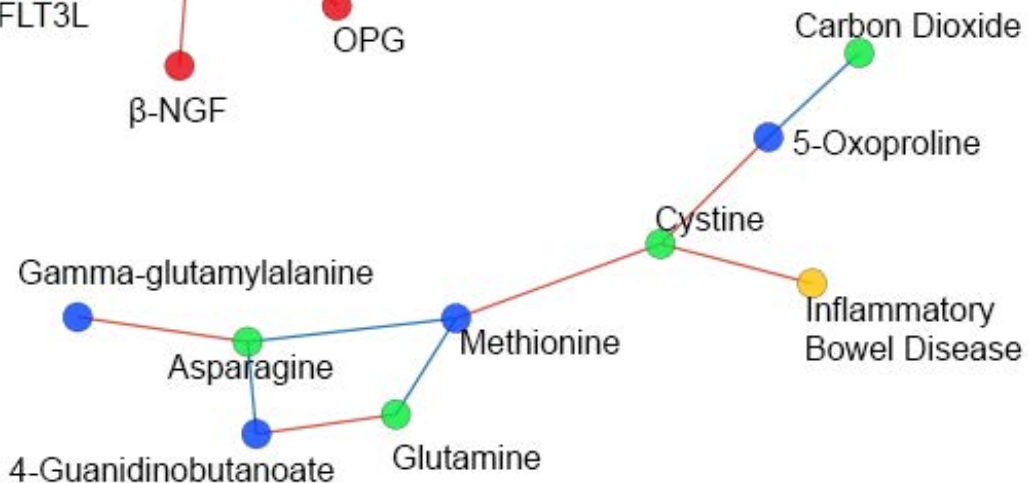 FLT3L
OPG
Carbon Dioxide
β-NGF
5-Oxoproline
Cystine
Gamma-glutamylalanine
Inflammatory
Bowel Disease
Methionine
Asparagine
Glutamine
4-Guanidinobutanoate